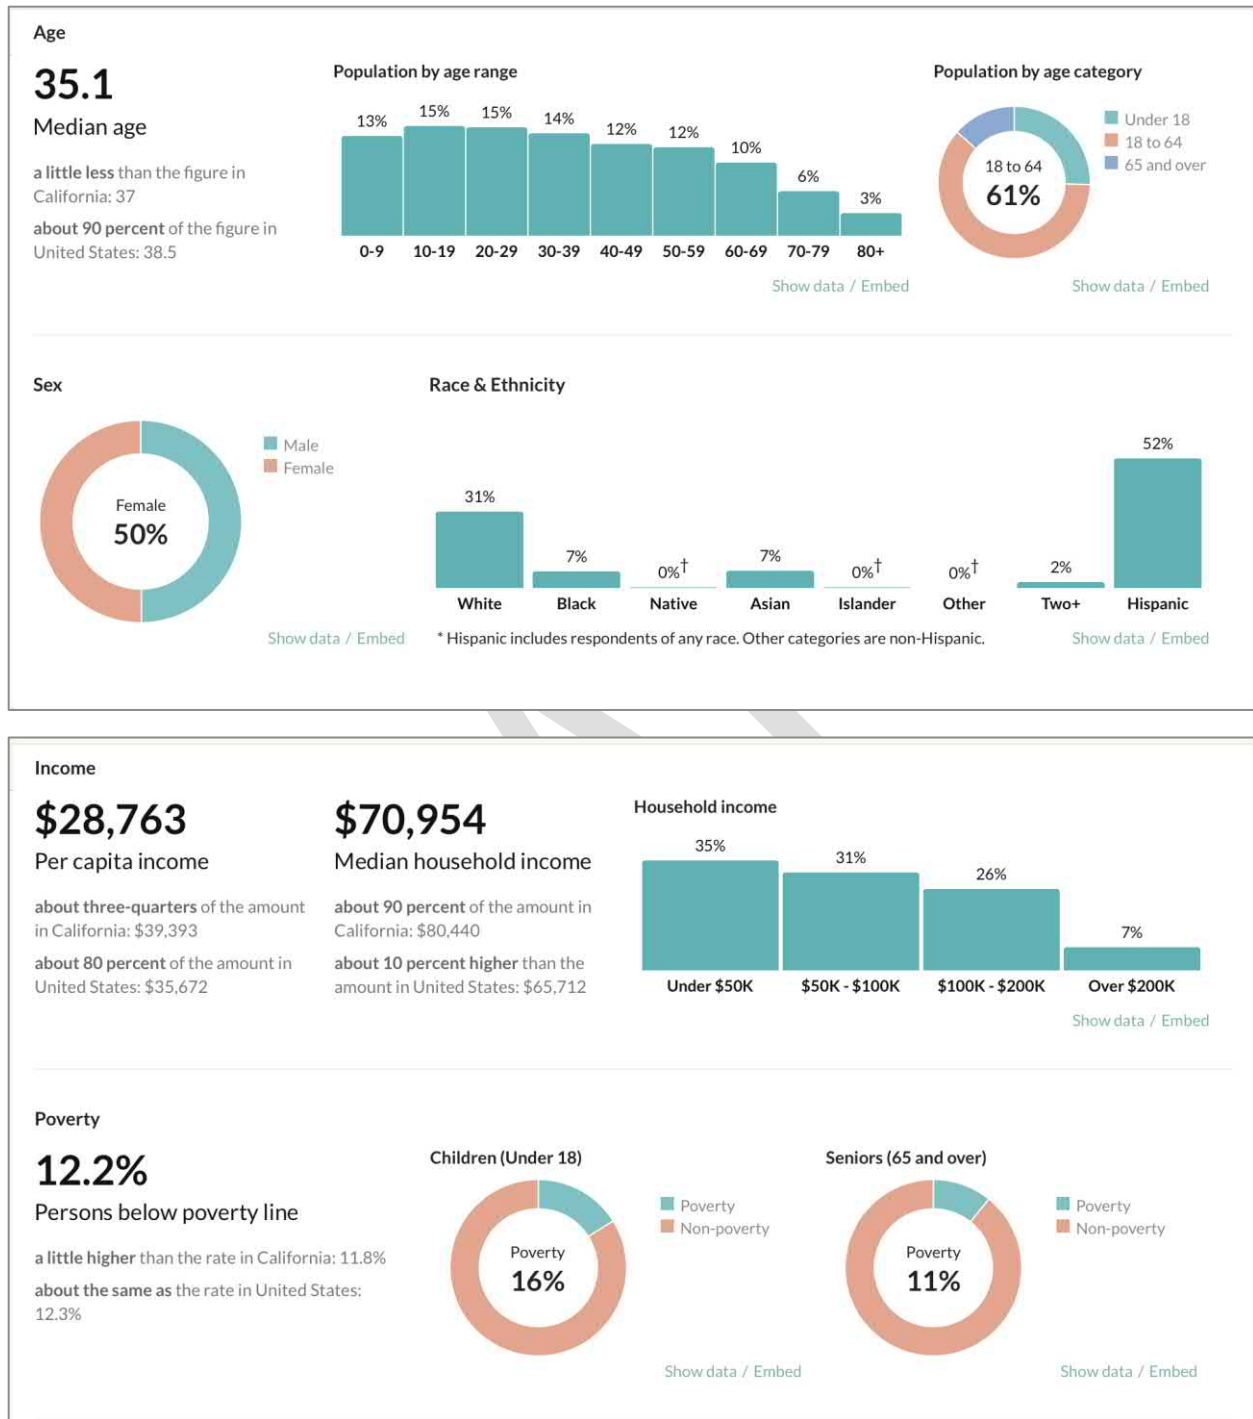 Age
35.1
Median age
a little less than the figure in
California: 37
about 90 percent of the figure in
United States: 38.5
Population by age range
13% 15% 15% 14% 12% 12% 10% 6% 3%
0-9 10-19 20-29 30-39 40-49 50-59 60-69 70-79 80+
Show data / Embed
Population by age category
18 to 64
61%
Under 18
18 to 64
65 and over
Show data / Embed
Sex
Female
50%
Male
Female
Show data / Embed
Race & Ethnicity
31% 7% 0%† 7% 0%† 0%† 2% 52%
White Black Native Asian Islander Other Two+ Hispanic
* Hispanic includes respondents of any race. Other categories are non-Hispanic.
Show data / Embed
Income
$28,763
Per capita income
about three-quarters of the amount
in California: $39,393
about 80 percent of the amount in
United States: $35,672
$70,954
Median household income
about 90 percent of the amount in
California: $80,440
about 10 percent higher than the
amount in United States: $65,712
Household income
35% 31% 26% 7%
Under $50K $50K - $100K $100K - $200K Over $200K
Show data / Embed
Poverty
12.2%
Persons below poverty line
a little higher than the rate in California: 11.8%
about the same as the rate in United States:
12.3%
Children (Under 18)
Poverty
16%
Poverty
Non-poverty
Show data / Embed
Seniors (65 and over)
Poverty
11%
Poverty
Non-poverty
Show data / Embed